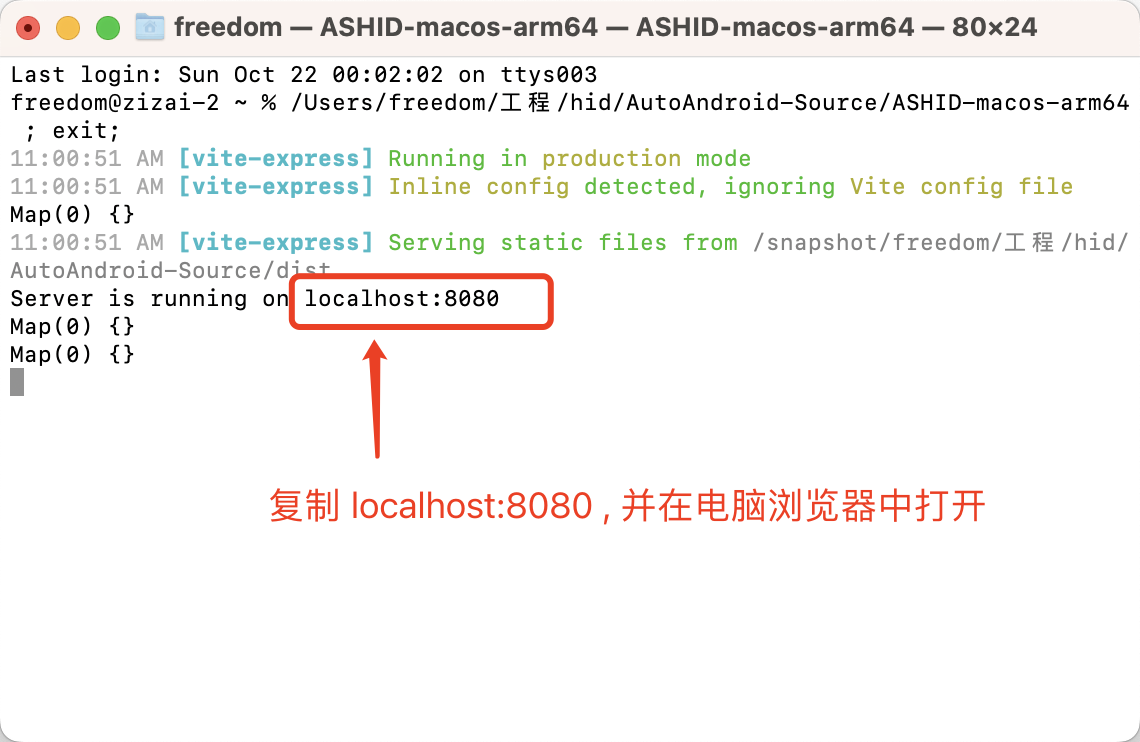 freedom — ASHID-macos-arm64 — ASHID-macos-arm64 — 80×24
Last login: Sun Oct 22 00:02:02 on ttys003
freedom@zizai-2 ~ % /Users/freedom/工程/hid/AutoAndroid-Source/ASHID-macos-arm64
; exit;
11:00:51 AM [vite-express] Running in production mode
11:00:51 AM [vite-express] Inline config detected, ignoring Vite config file
Map(0) {}
11:00:51 AM [vite-express] Serving static files from /snapshot/freedom/工程/hid/
AutoAndroid-Source/dist
Server is running on localhost:8080
Map(0) {}
Map(0) {}
复制 localhost:8080 , 并在电脑浏览器中打开